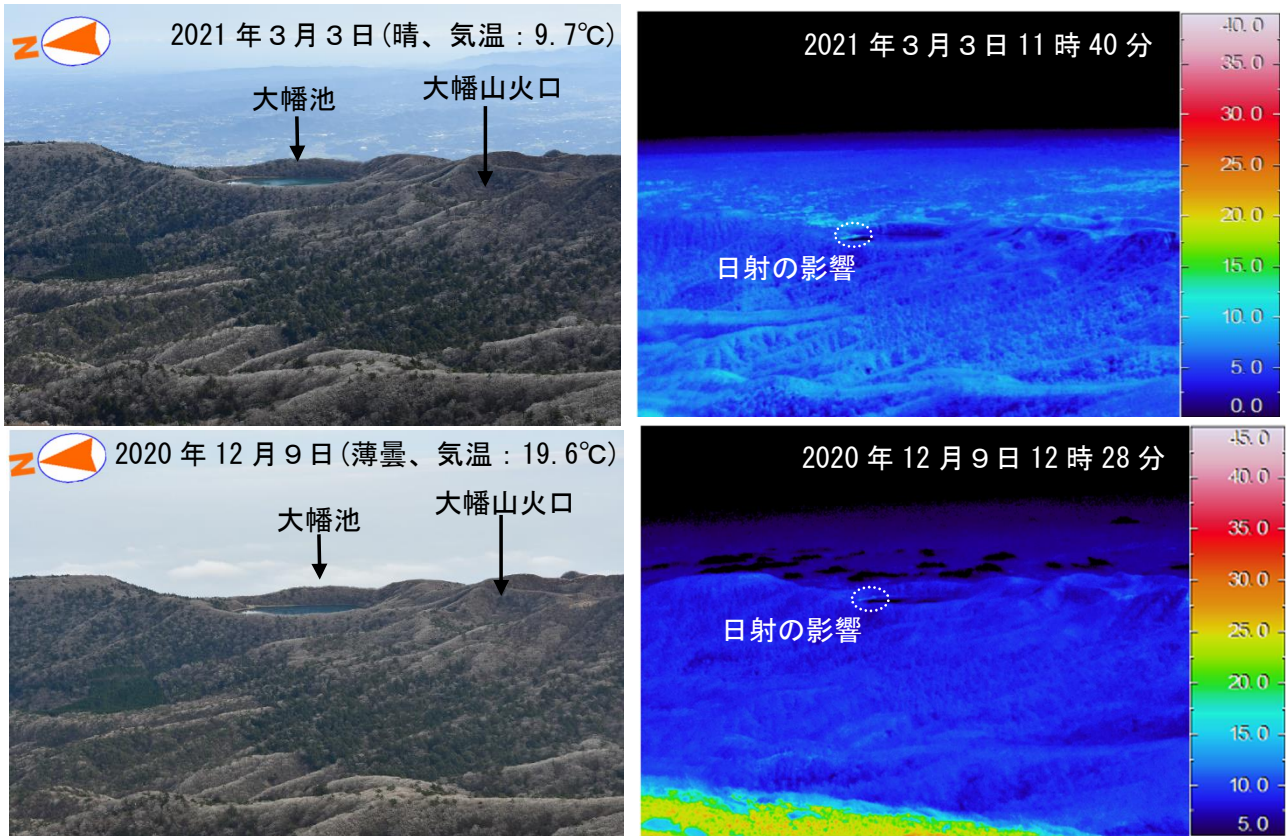 N
2021年3月3日(晴、気温：9.7℃)
大幡池
大幡山火口
2021年3月3日11時40分
日射の影響
40.0
35.0
30.0
25.0
20.0
15.0
10.0
5.0
0.0
N
2020年12月9日(薄曇、気温：19.6℃)
大幡池
大幡山火口
2020年12月9日12時28分
日射の影響
45.0
40.0
35.0
30.0
25.0
20.0
15.0
10.0
5.0